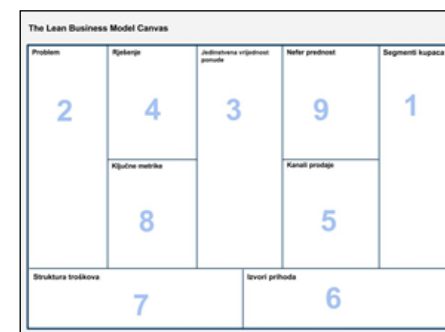 The Lean Business Model Canvas
Problem
2
Rješenje
4
Ključne metrike
8
Jedinstvena vrijednost
ponude
3
Nefer prednost
9
Kanali prodaje
5
Segmenti kupaca
1
Struktura troškova
7
Izvori prihoda
6